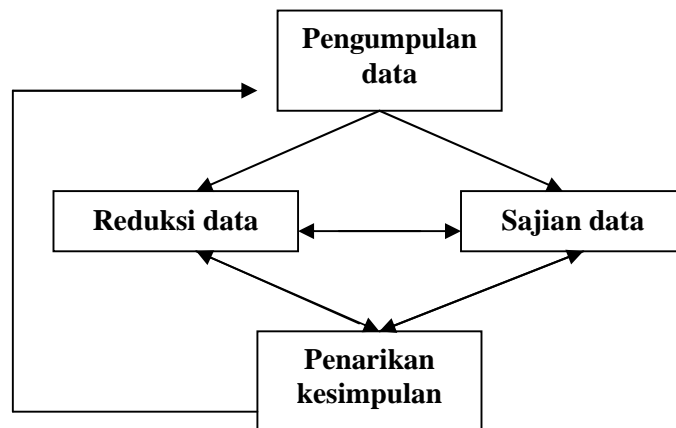 Pengumpulan
data
Reduksi data
Sajian data
Penarikan
kesimpulan